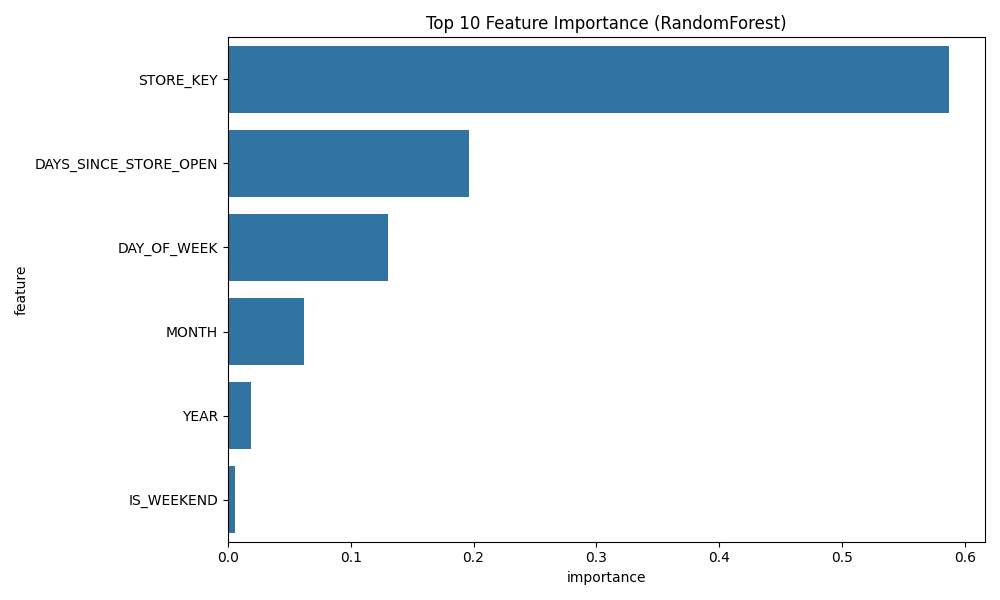 Top 10 Feature Importance (RandomForest)
STORE_KEY
DAYS_SINCE_STORE_OPEN
DAY_OF_WEEK
MONTH
YEAR
IS_WEEKEND
feature
0.0 0.1 0.2 0.3 0.4 0.5 0.6
importance